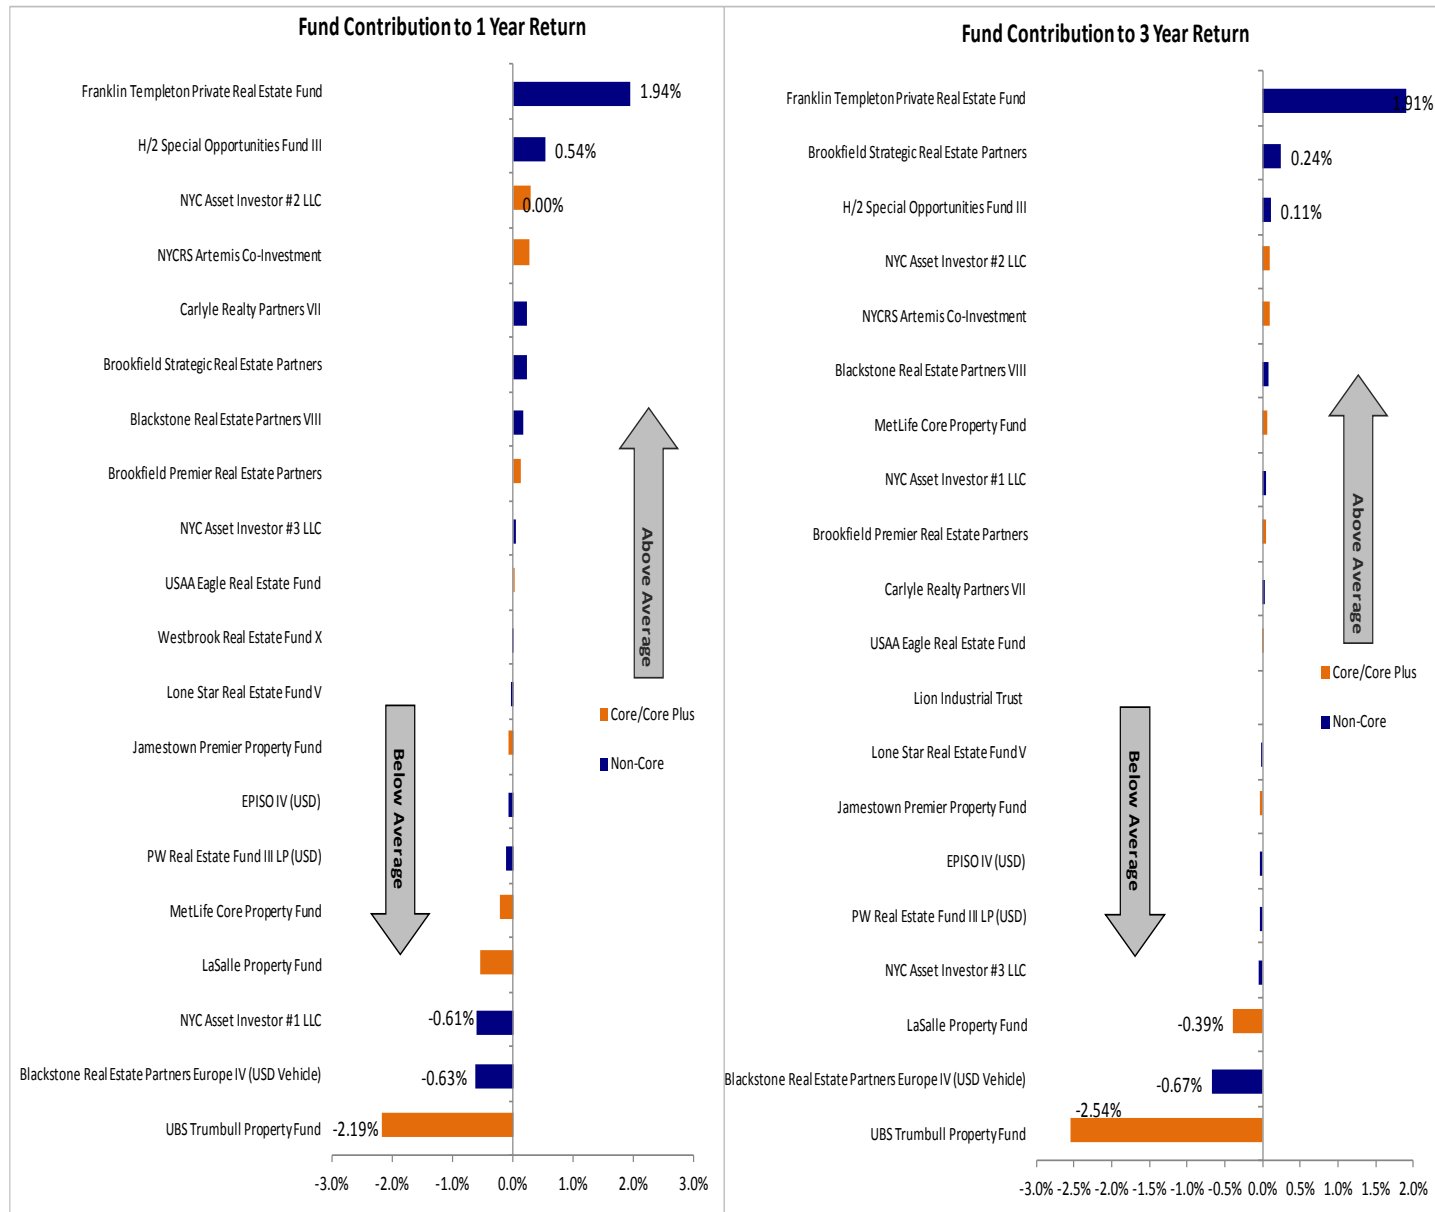 Fund Contribution to 1 Year Return
Franklin Templeton Private Real Estate Fund
1.94%
H/2 Special Opportunities Fund III
0.54%
NYC Asset Investor #2 LLC
0.00%
NYCRS Artemis Co-Investment
Carlyle Realty Partners VII
Brookfield Strategic Real Estate Partners
Blackstone Real Estate Partners VIII
Brookfield Premier Real Estate Partners
NYC Asset Investor #3 LLC
USAA Eagle Real Estate Fund
Westbrook Real Estate Fund X
Lone Star Real Estate Fund V
Jamestown Premier Property Fund
EPISO IV (USD)
PW Real Estate Fund III LP (USD)
MetLife Core Property Fund
LaSalle Property Fund
NYC Asset Investor #1 LLC
-0.61%
Blackstone Real Estate Partners Europe IV (USD Vehicle)
-0.63%
UBS Trumbull Property Fund
-2.19%
Above Average
Below Average
Core/Core Plus
Non-Core
-3.0% -2.0% -1.0% 0.0% 1.0% 2.0% 3.0%
Fund Contribution to 3 Year Return
Franklin Templeton Private Real Estate Fund
1.91%
Brookfield Strategic Real Estate Partners
0.24%
H/2 Special Opportunities Fund III
0.11%
NYC Asset Investor #2 LLC
NYCRS Artemis Co-Investment
Blackstone Real Estate Partners VIII
MetLife Core Property Fund
NYC Asset Investor #1 LLC
Brookfield Premier Real Estate Partners
Carlyle Realty Partners VII
USAA Eagle Real Estate Fund
Lion Industrial Trust
Lone Star Real Estate Fund V
Jamestown Premier Property Fund
EPISO IV (USD)
PW Real Estate Fund III LP (USD)
NYC Asset Investor #3 LLC
LaSalle Property Fund
-0.39%
Blackstone Real Estate Partners Europe IV (USD Vehicle)
-0.67%
UBS Trumbull Property Fund
-2.54%
Above Average
Below Average
Core/Core Plus
Non-Core
-3.0% -2.5% -2.0% -1.5% -1.0% -0.5% 0.0% 0.5% 1.0% 1.5% 2.0%